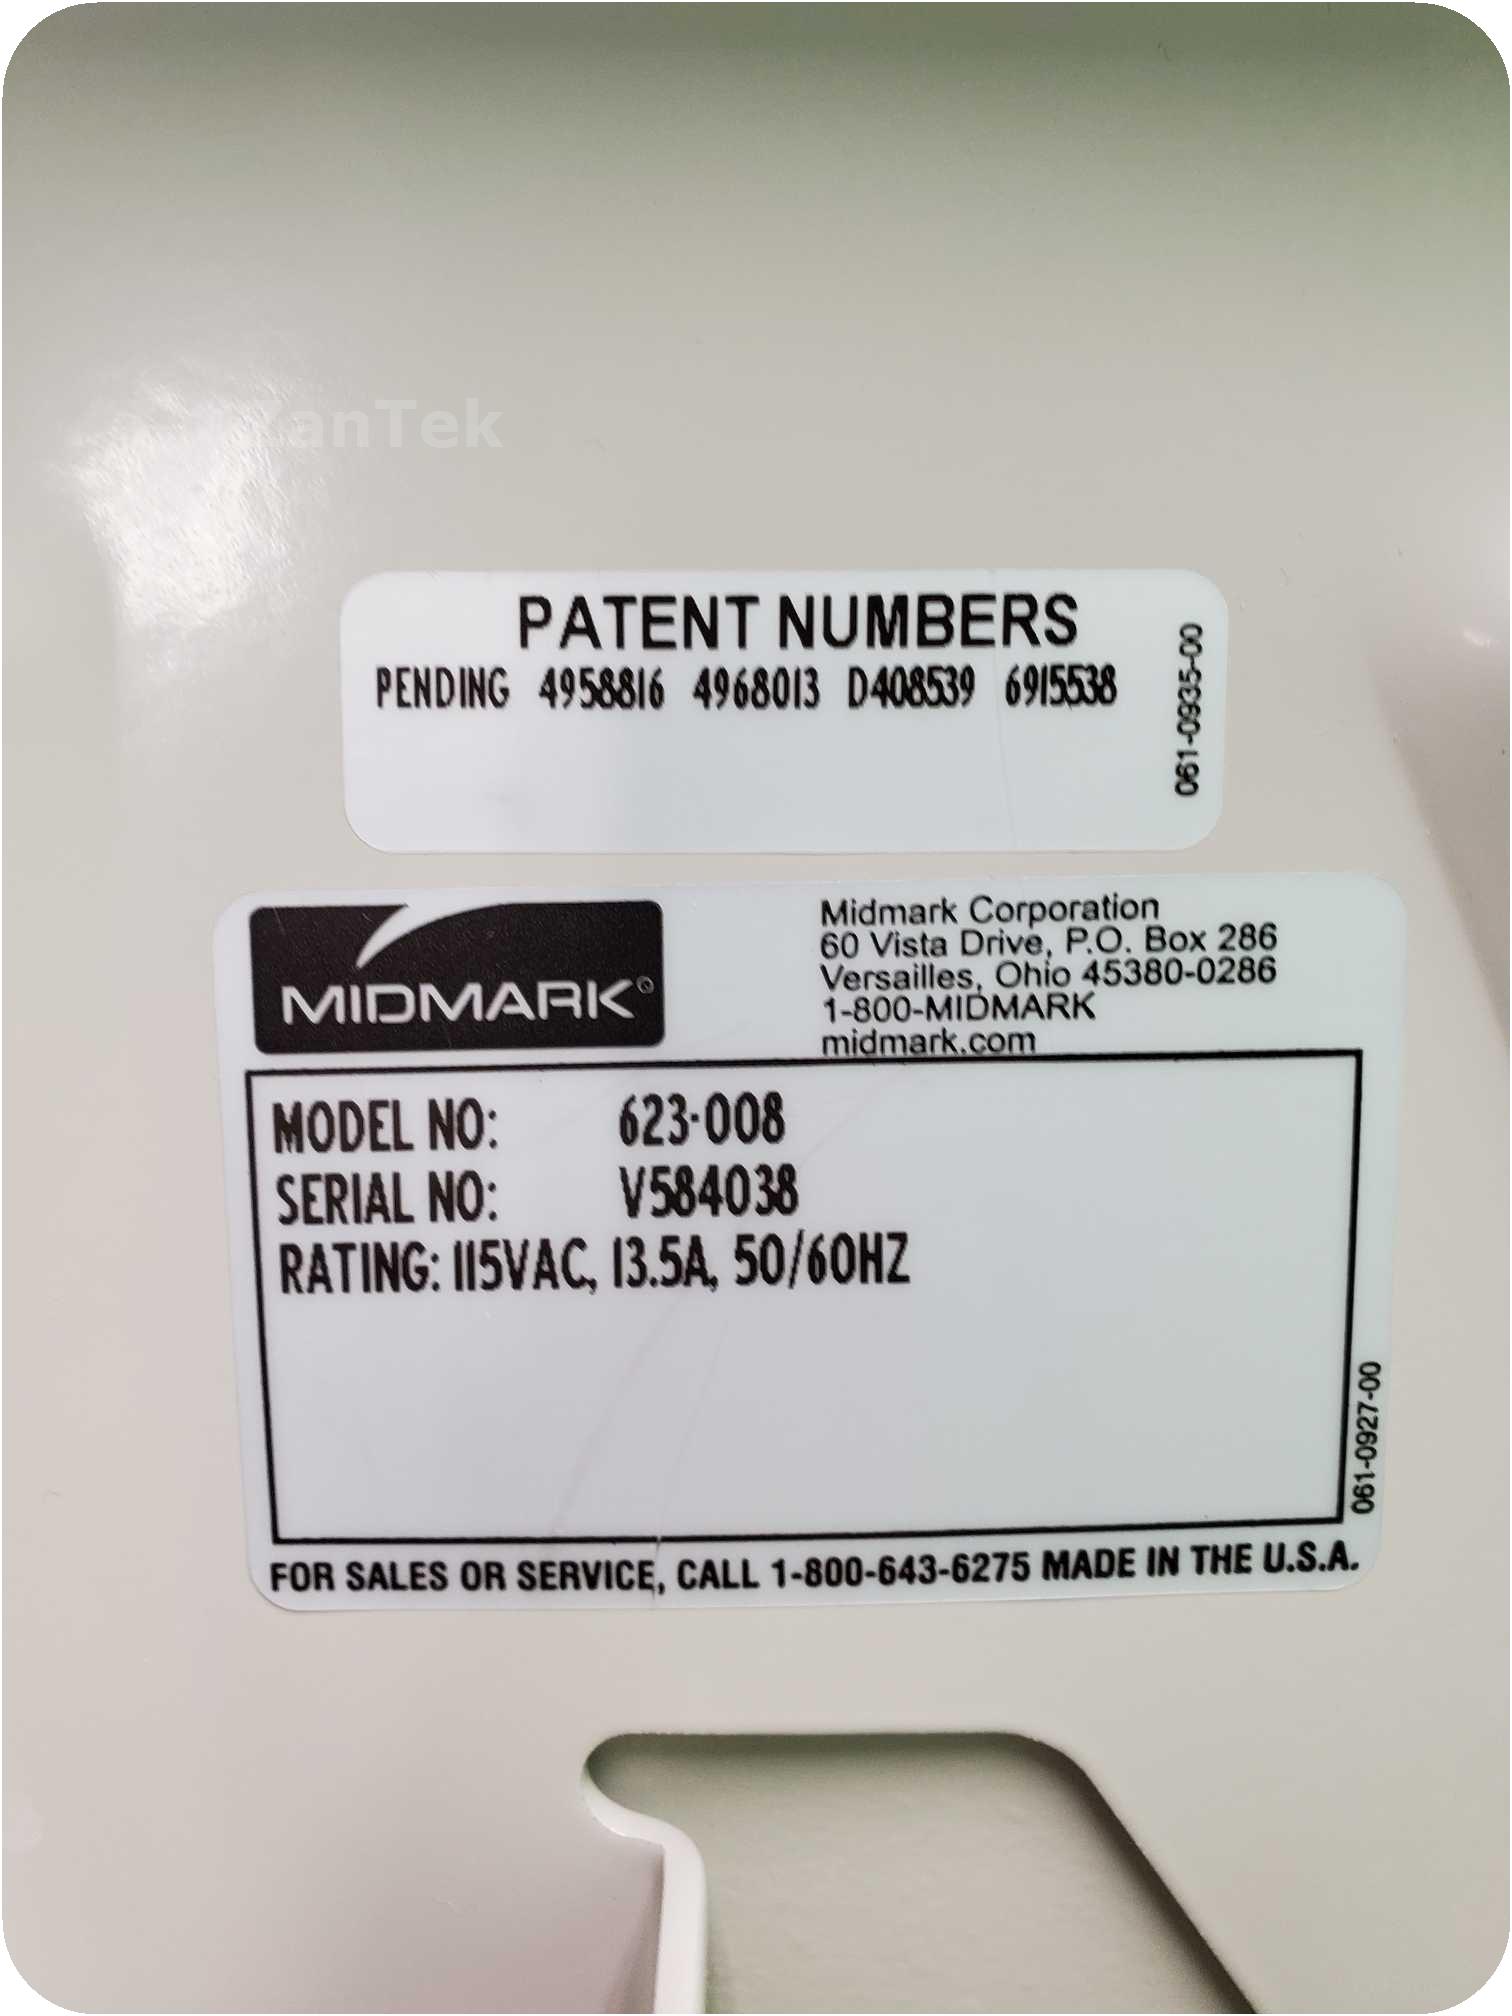 anTek
PATENT NUMBERS
PENDING 4958816 4968013 D408539 6915538
061-0935-00
MIDMARK®
Midmark Corporation
60 Vista Drive, P.O. Box 286
Versailles, Ohio 45380-0286
1-800-MIDMARK
midmark.com
MODEL NO: 623-008
SERIAL NO: V584038
RATING: 115VAC, 13.5A, 50/60HZ
061-0927-00
FOR SALES OR SERVICE, CALL 1-800-643-6275 MADE IN THE U.S.A.